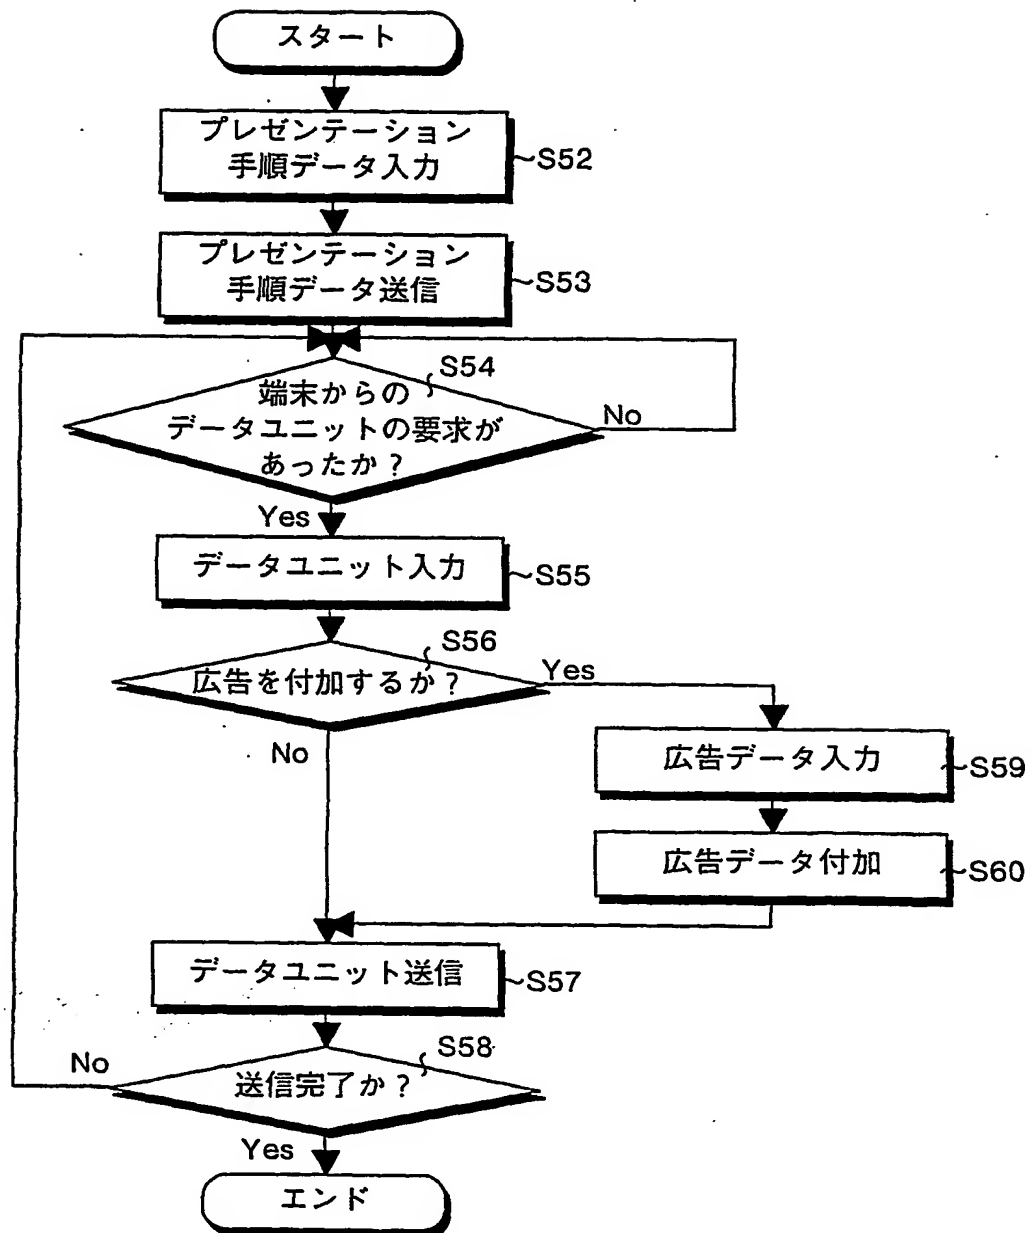 スタート
プレゼンテーション
手順データ入力
S52
プレゼンテーション
手順データ送信
S53
S54
端末からの
データユニットの要求が
あったか？
No
Yes
データユニット入力
S55
S56
広告を付加するか？
Yes
No
広告データ入力
S59
広告データ付加
S60
データユニット送信
S57
S58
送信完了か？
No
Yes
エンド